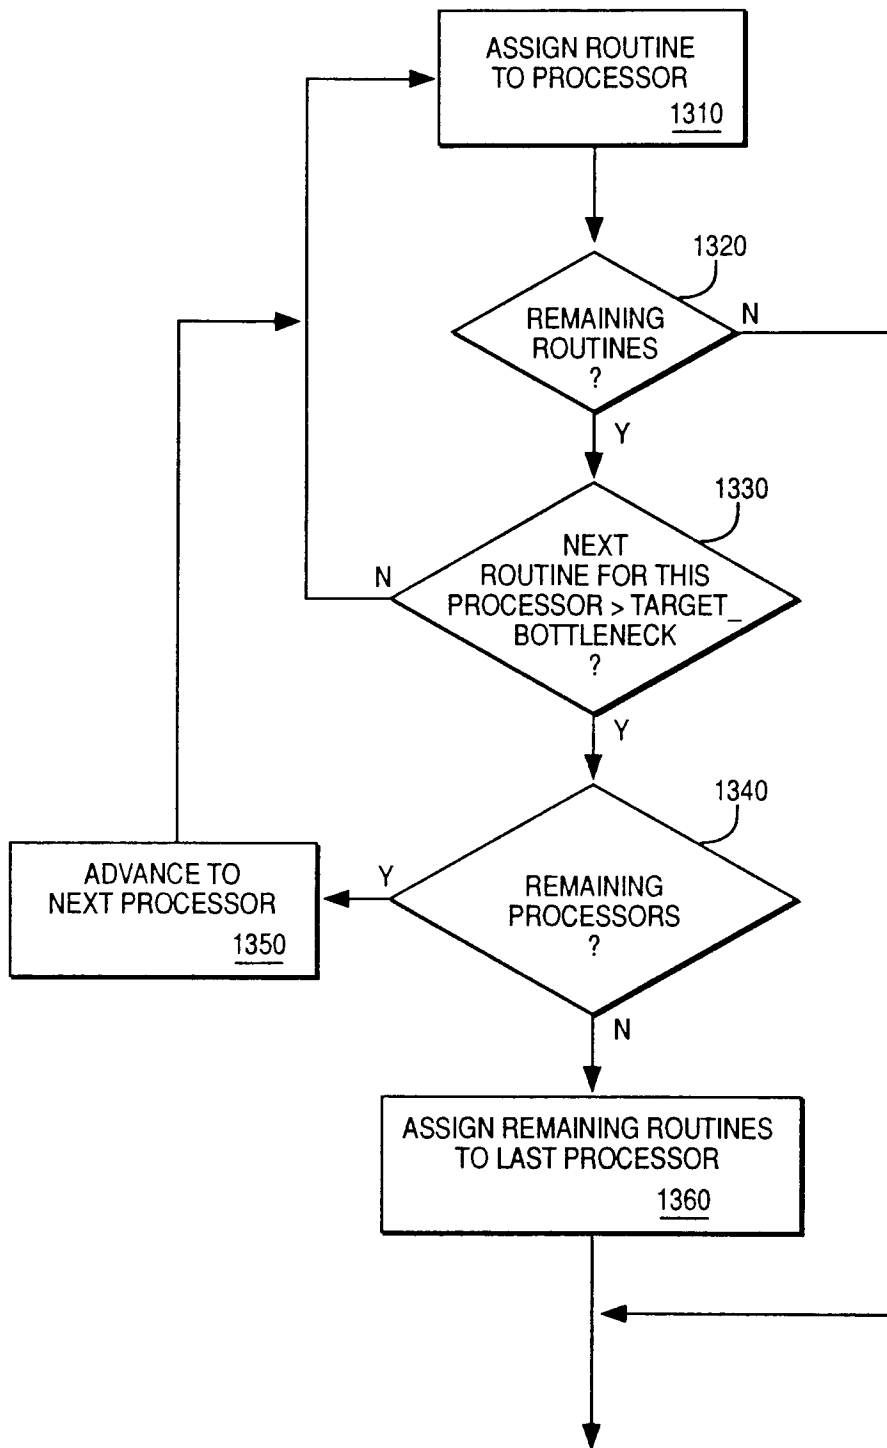 ASSIGN ROUTINE
TO PROCESSOR
1310
1320
REMAINING
ROUTINES
?
N
Y
1330
NEXT
ROUTINE FOR THIS
PROCESSOR > TARGET_
BOTTLENECK
?
N
Y
1340
REMAINING
PROCESSORS
?
Y
N
ADVANCE TO
NEXT PROCESSOR
1350
ASSIGN REMAINING ROUTINES
TO LAST PROCESSOR
1360